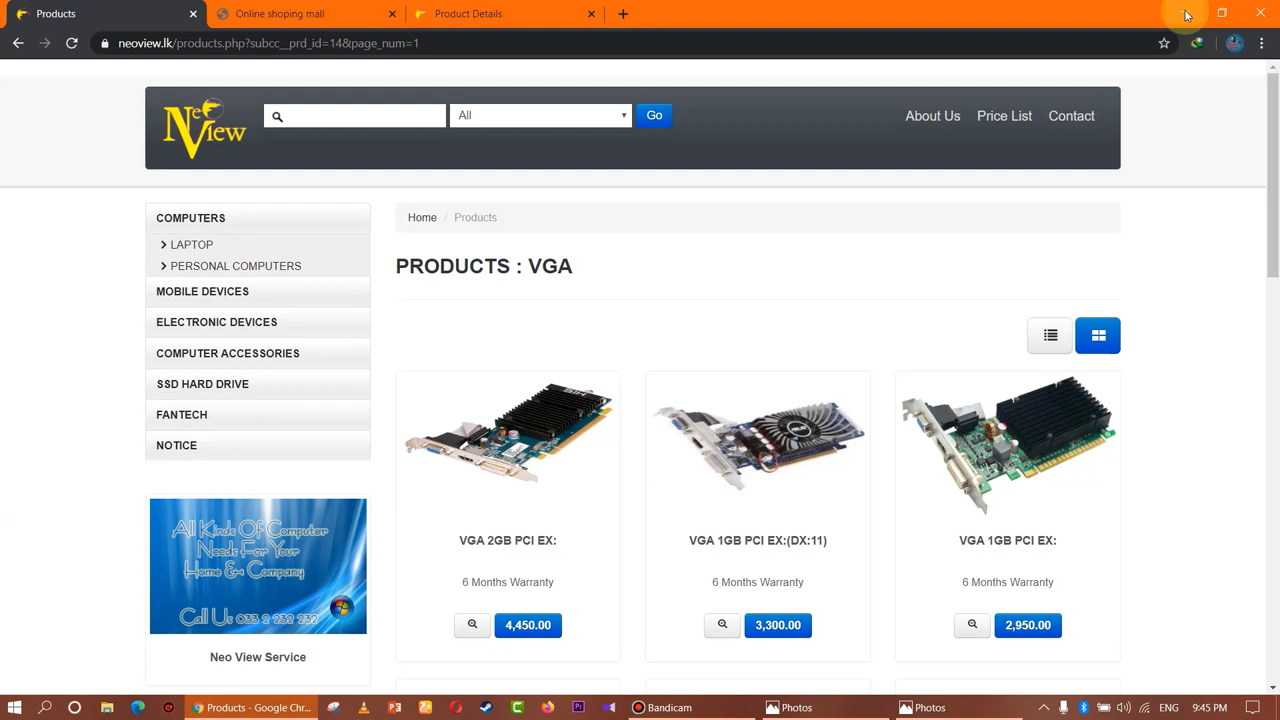 Products
Online shoping mall
Product Details
neoview.lk/products.php?subcc__prd_id=14&page_num=1
Neo View
All
Go
About Us
Price List
Contact
COMPUTERS
LAPTOP
PERSONAL COMPUTERS
MOBILE DEVICES
ELECTRONIC DEVICES
COMPUTER ACCESSORIES
SSD HARD DRIVE
FANTECH
NOTICE
All Kinds Of Computer
Needs For Your
Home & Company
Call Us 033 2 232 232
Neo View Service
Home / Products
PRODUCTS : VGA
VGA 2GB PCI EX:
6 Months Warranty
4,450.00
VGA 1GB PCI EX:(DX:11)
6 Months Warranty
3,300.00
VGA 1GB PCI EX:
6 Months Warranty
2,950.00
Products - Google Chr...
Bandicam
Photos
Photos
ENG
9:45 PM